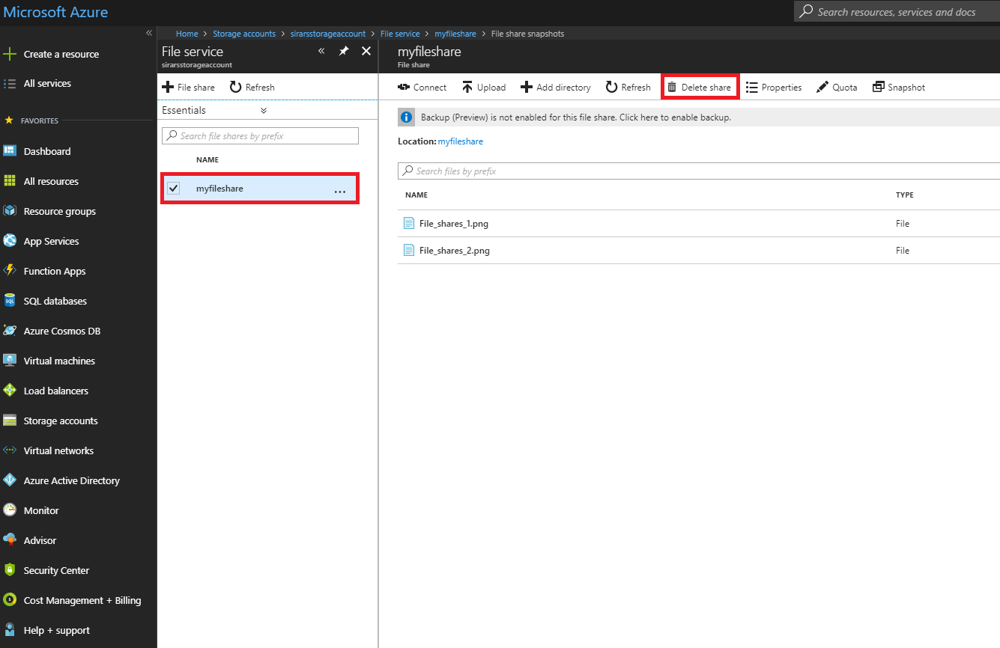 Microsoft Azure
Search resources, services and docs
Home > Storage accounts > sirarsstorageaccount > File service > myfileshare > File share snapshots
Create a resource
All services
FAVORITES
Dashboard
All resources
Resource groups
App Services
Function Apps
SQL databases
Azure Cosmos DB
Virtual machines
Load balancers
Storage accounts
Virtual networks
Azure Active Directory
Monitor
Advisor
Security Center
Cost Management + Billing
Help + support
File service
sirarsstorageaccount
File share Refresh
Essentials
Search file shares by prefix
NAME
myfileshare ...
myfileshare
File share
Connect Upload Add directory Refresh Delete share Properties Quota Snapshot
Backup (Preview) is not enabled for this file share. Click here to enable backup.
Location: myfileshare
Search files by prefix
NAME TYPE
File_shares_1.png File
File_shares_2.png File